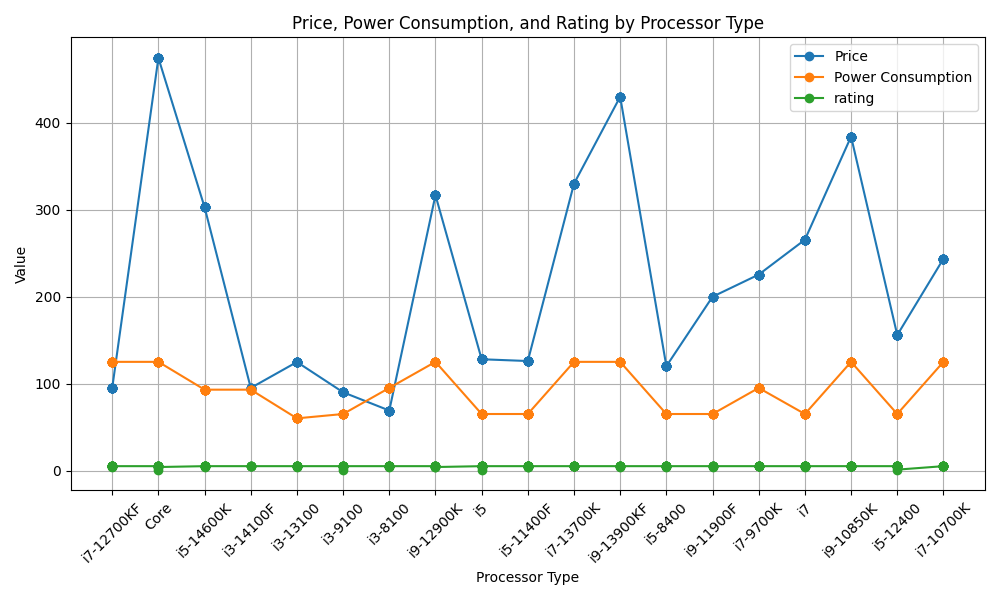 Price, Power Consumption, and Rating by Processor Type
Price
Power Consumption
rating
Value
400
300
200
100
0
i7-12700KF
Core
i5-14600K
i3-14100F
i3-13100
i3-9100
i3-8100
i9-12900K
i5
i5-11400F
i7-13700K
i9-13900KF
i5-8400
i9-11900F
i7-9700K
i7
i9-10850K
i5-12400
i7-10700K
Processor Type